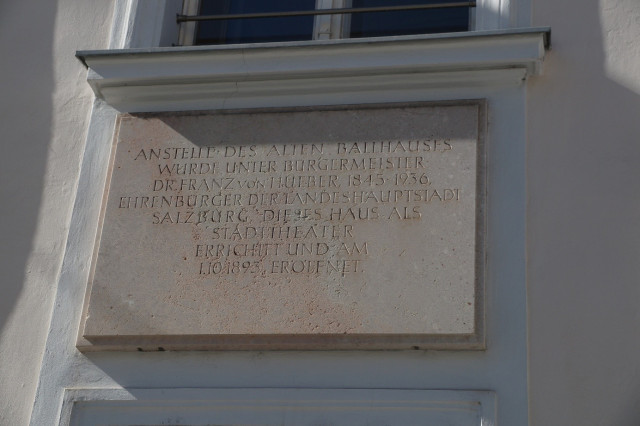 ANSTELLE DES ALTEN BALLHAUSES
WURDE UNTER BÜRGERMEISTER
DR. FRANZ VON HUEBER, 1843-1936,
EHRENBÜRGER DER LANDESHAUPTSTADT
SALZBURG, DIESES HAUS ALS
STADTTHEATER
ERRICHTET UND AM
1.10.1893 ERÖFFNET.